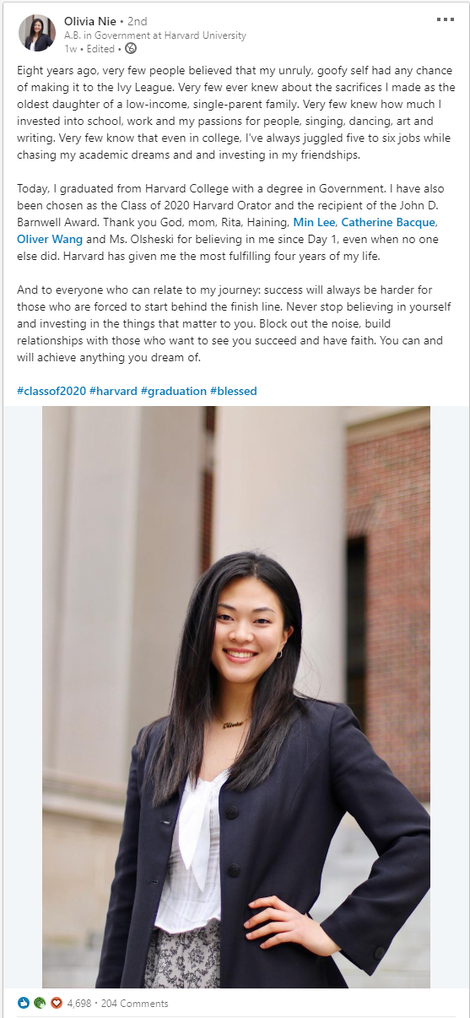 Olivia Nie • 2nd
A.B. in Government at Harvard University
1w • Edited •
Eight years ago, very few people believed that my unruly, goofy self had any chance
of making it to the Ivy League. Very few ever knew about the sacrifices I made as the
oldest daughter of a low-income, single-parent family. Very few knew how much I
invested into school, work and my passions for people, singing, dancing, art and
writing. Very few know that even in college, I've always juggled five to six jobs while
chasing my academic dreams and and investing in my friendships.
Today, I graduated from Harvard College with a degree in Government. I have also
been chosen as the Class of 2020 Harvard Orator and the recipient of the John D.
Barnwell Award. Thank you God, mom, Rita, Haining, Min Lee, Catherine Bacque,
Oliver Wang and Ms. Olsheski for believing in me since Day 1, even when no one
else did. Harvard has given me the most fulfilling four years of my life.
And to everyone who can relate to my journey: success will always be harder for
those who are forced to start behind the finish line. Never stop believing in yourself
and investing in the things that matter to you. Block out the noise, build
relationships with those who want to see you succeed and have faith. You can and
will achieve anything you dream of.
#classof2020 #harvard #graduation #blessed
Olivia
4,698 • 204 Comments